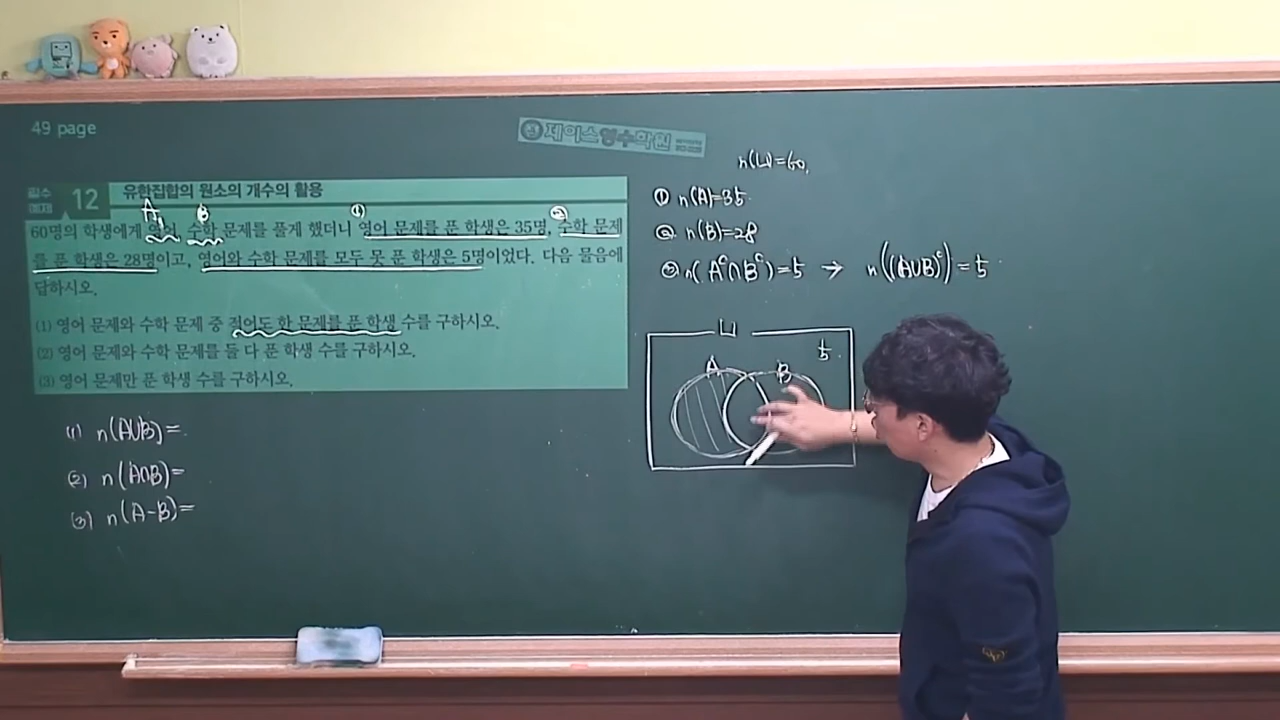 49 page
제이스영수학원
n(U)=60,
필수 예제 12 유한집합의 원소의 개수의 활용
A, B ① ②
60명의 학생에게 영어, 수학 문제를 풀게 했더니 영어 문제를 푼 학생은 35명, 수학 문제
를 푼 학생은 28명이고, 영어와 수학 문제를 모두 못 푼 학생은 5명이었다. 다음 물음에
답하시오.
(1) 영어 문제와 수학 문제 중 적어도 한 문제를 푼 학생 수를 구하시오.
(2) 영어 문제와 수학 문제를 둘 다 푼 학생 수를 구하시오.
(3) 영어 문제만 푼 학생 수를 구하시오.
(1) n(A∪B)=
(2) n(A∩B)=
(3) n(A-B)=
① n(A)=35
② n(B)=28
③ n(A^c∩B^c)=5 → n((A∪B)^c)=5
U
5
A B